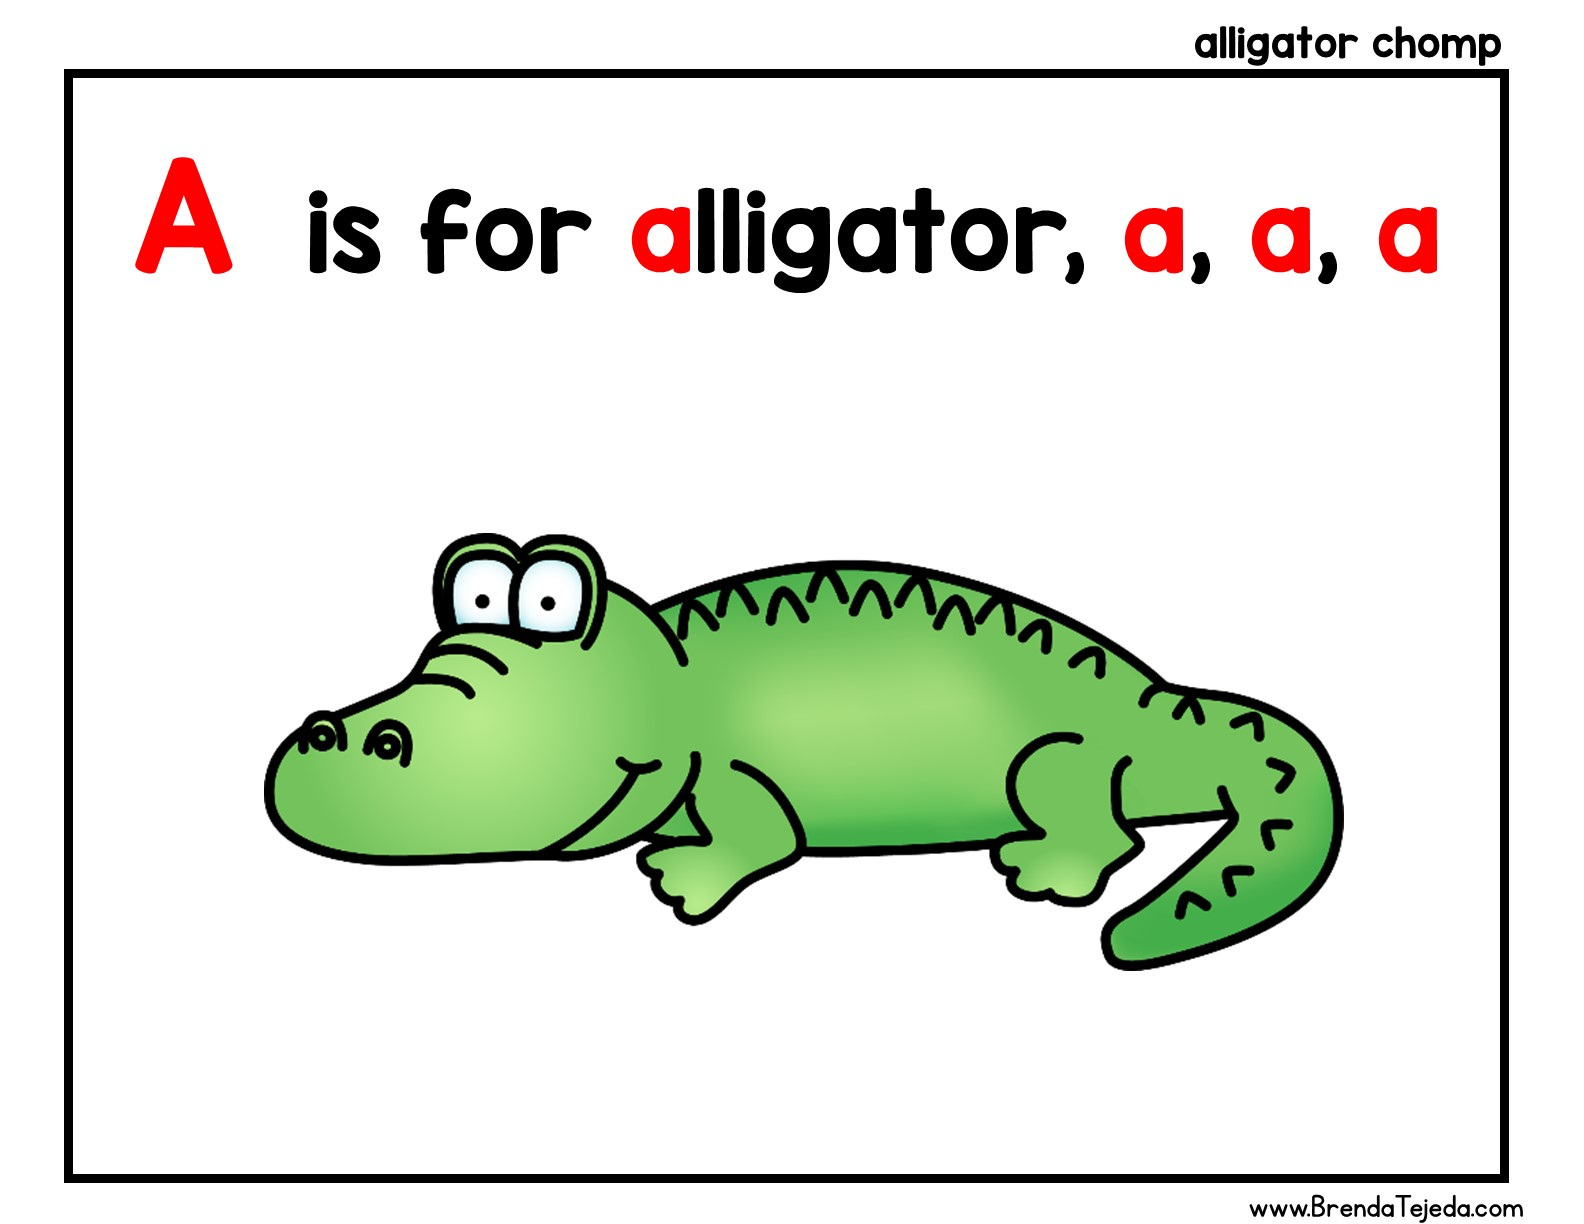 alligator chomp
A is for alligator, a, a, a
www.BrendaTejeda.com